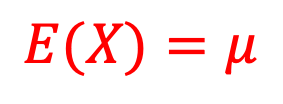 E(X) = μ